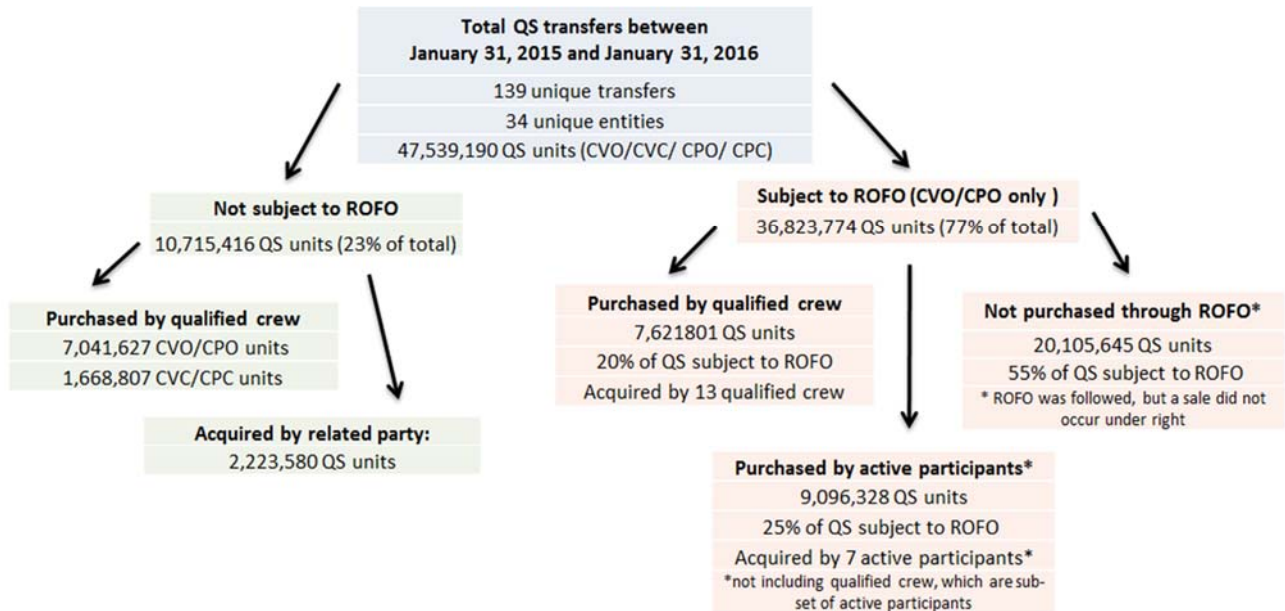 Total QS transfers between
January 31, 2015 and January 31, 2016
139 unique transfers
34 unique entities
47,539,190 QS units (CVO/CVC/ CPO/ CPC)
Not subject to ROFO
10,715,416 QS units (23% of total)
Purchased by qualified crew
7,041,627 CVO/CPO units
1,668,807 CVC/CPC units
Acquired by related party:
2,223,580 QS units
Subject to ROFO (CVO/CPO only )
36,823,774 QS units (77% of total)
Purchased by qualified crew
7,621801 QS units
20% of QS subject to ROFO
Acquired by 13 qualified crew
Purchased by active participants*
9,096,328 QS units
25% of QS subject to ROFO
Acquired by 7 active participants*
*not including qualified crew, which are sub-
set of active participants
Not purchased through ROFO*
20,105,645 QS units
55% of QS subject to ROFO
* ROFO was followed, but a sale did not
occur under right